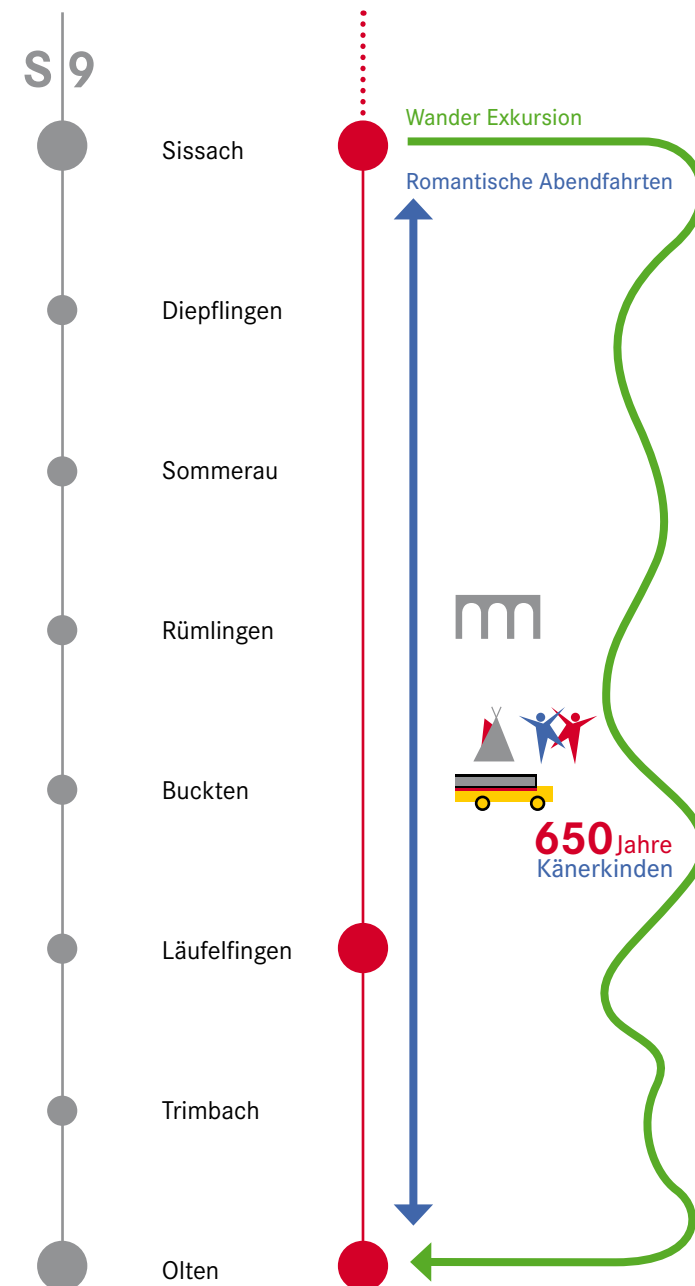 S 9
Wander Exkursion
Sissach
Romantische Abendfahrten
Diepflingen
Sommerau
Rümlingen
Buckten
650 Jahre
Känerkinden
Läufelfingen
Trimbach
Olten